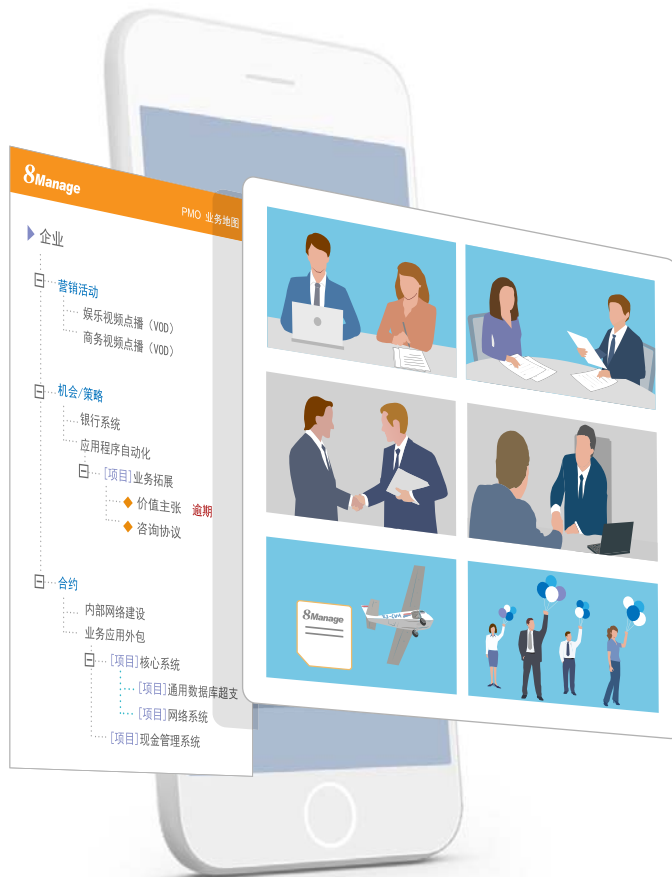 8Manage
PMO 业务地图
企业
营销活动
娱乐视频点播（VOD）
商务视频点播（VOD）
机会/策略
银行系统
应用程序自动化
[项目]业务拓展
价值主张 逾期
咨询协议
合约
内部网络建设
业务应用外包
[项目]核心系统
[项目]通用数据库超支
[项目]网络系统
[项目]现金管理系统
8Manage